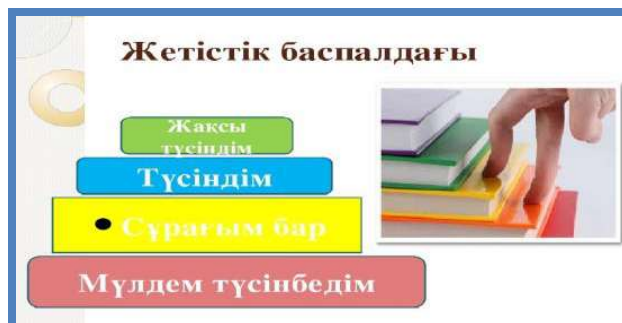 Жетістік баспалдағы
Жақсы
түсіндім
Түсіндім
• Сұрағым бар
Мүлдем түсінбедім